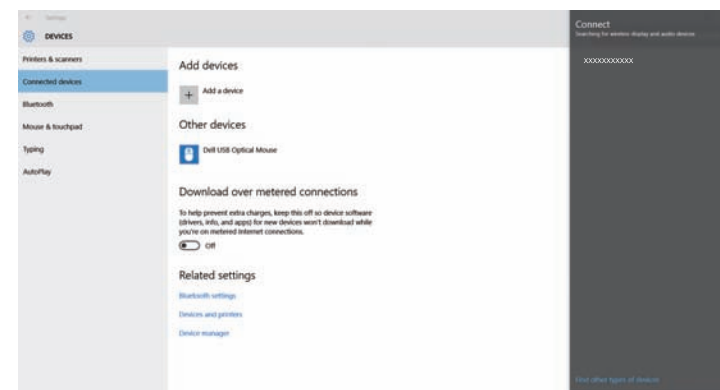 Settings
DEVICES
Printers & scanners
Connected devices
Bluetooth
Mouse & touchpad
Typing
AutoPlay
Add devices
Add a device
Other devices
Dell USB Optical Mouse
Download over metered connections
To help prevent extra charges, keep this off so device software
(drivers, info, and apps) for new devices won't download while
you're on metered Internet connections.
Off
Related settings
Bluetooth settings
Devices and printers
Device manager
Connect
Searching for wireless display and audio devices
xxxxxxxxxxx
Find other types of devices